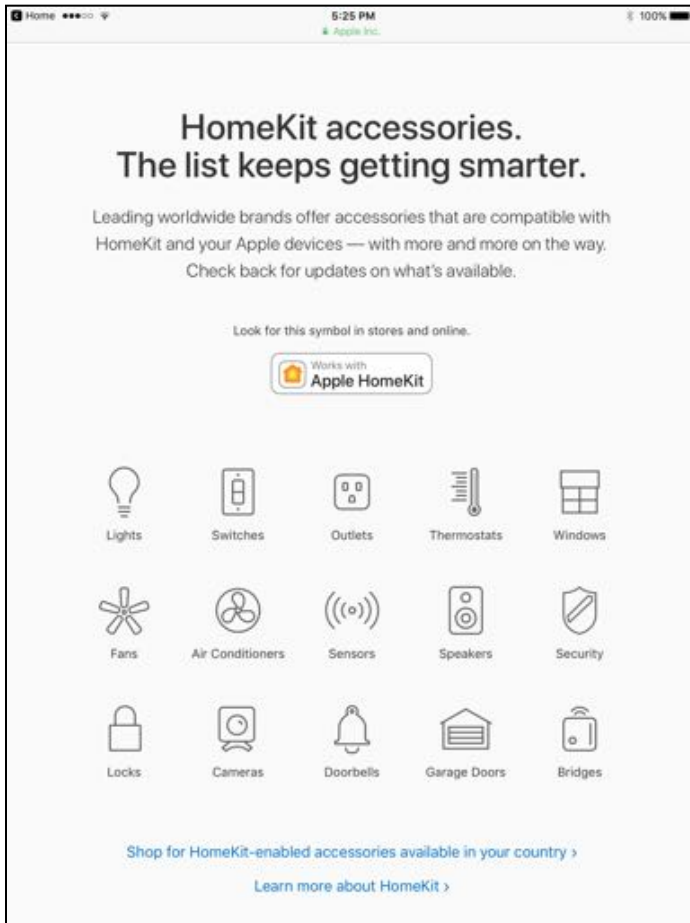 Home 5:25 PM 100%
Apple Inc.
HomeKit accessories.
The list keeps getting smarter.
Leading worldwide brands offer accessories that are compatible with
HomeKit and your Apple devices — with more and more on the way.
Check back for updates on what's available.
Look for this symbol in stores and online.
Works with
Apple HomeKit
Lights Switches Outlets Thermostats Windows
Fans Air Conditioners Sensors Speakers Security
Locks Cameras Doorbells Garage Doors Bridges
Shop for HomeKit-enabled accessories available in your country ›
Learn more about HomeKit ›